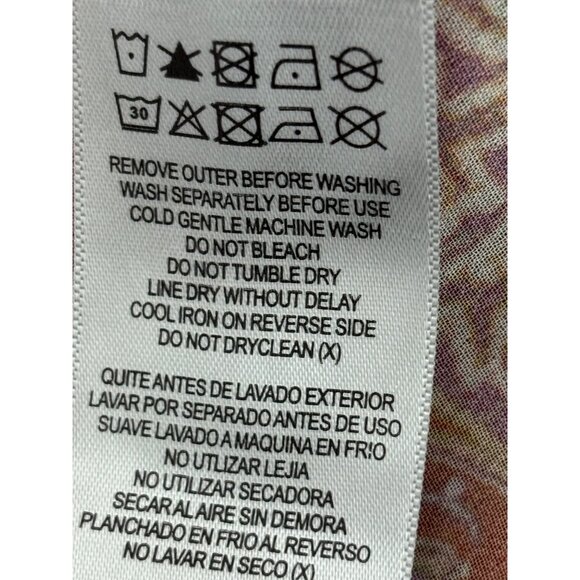 30
REMOVE OUTER BEFORE WASHING
WASH SEPARATELY BEFORE USE
COLD GENTLE MACHINE WASH
DO NOT BLEACH
DO NOT TUMBLE DRY
LINE DRY WITHOUT DELAY
COOL IRON ON REVERSE SIDE
DO NOT DRYCLEAN (X)
QUITE ANTES DE LAVADO EXTERIOR
LAVAR POR SEPARADO ANTES DE USO
SUAVE LAVADO A MAQUINA EN FRIO
NO UTLIZAR LEJIA
NO UTILIZAR SECADORA
SECAR AL AIRE SIN DEMORA
PLANCHADO EN FRIO AL REVERSO
NO LAVAR EN SECO (X)